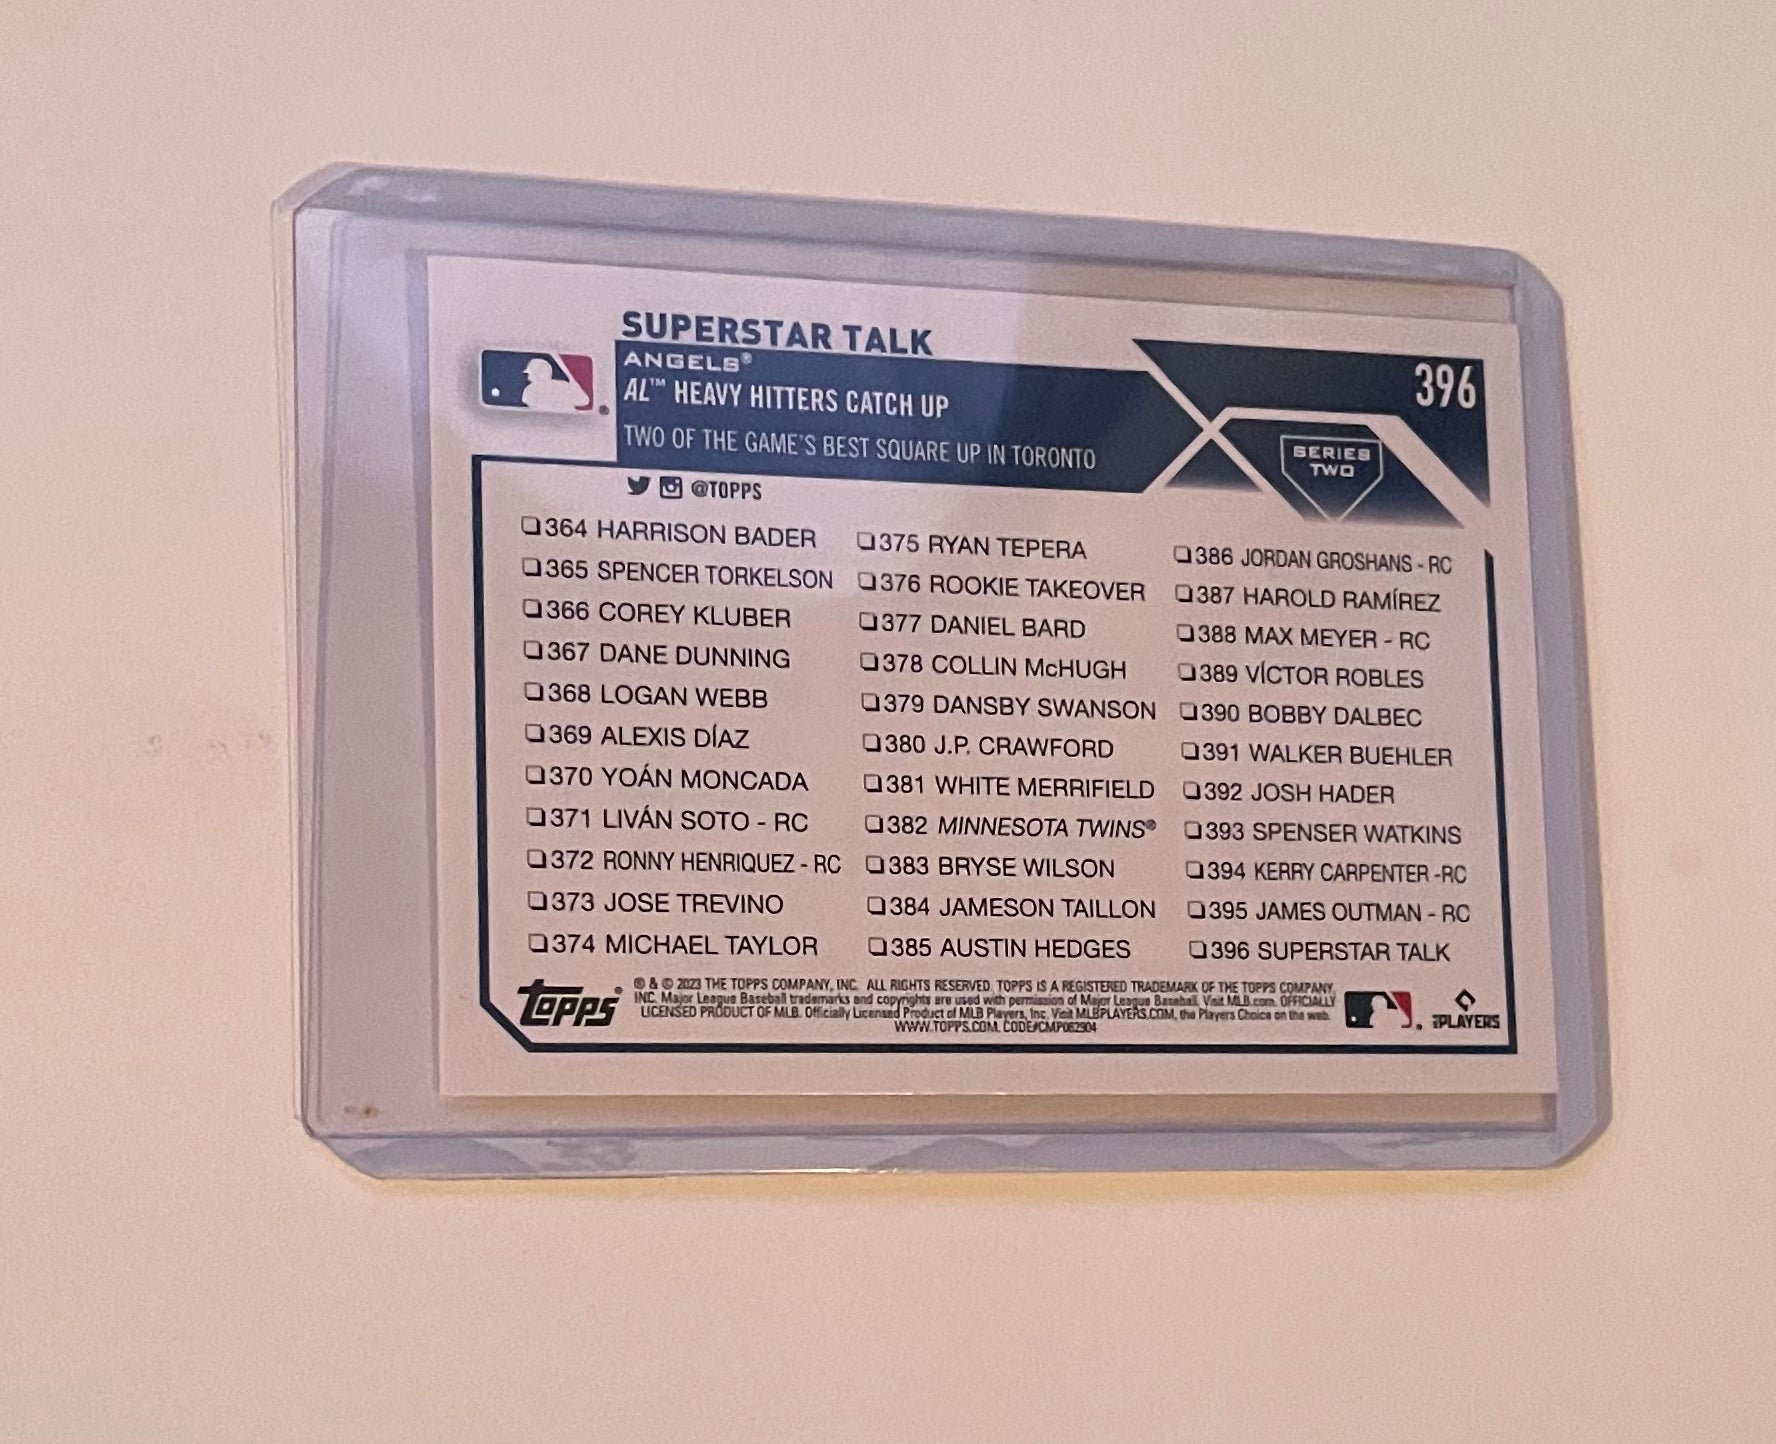 SUPERSTAR TALK
ANGELS®
AL™ HEAVY HITTERS CATCH UP
TWO OF THE GAME'S BEST SQUARE UP IN TORONTO
396
SERIES
TWO
@TOPPS
❏364 HARRISON BADER
❏365 SPENCER TORKELSON
❏366 COREY KLUBER
❏367 DANE DUNNING
❏368 LOGAN WEBB
❏369 ALEXIS DÍAZ
❏370 YOÁN MONCADA
❏371 LIVÁN SOTO - RC
❏372 RONNY HENRIQUEZ - RC
❏373 JOSE TREVINO
❏374 MICHAEL TAYLOR
❏375 RYAN TEPERA
❏376 ROOKIE TAKEOVER
❏377 DANIEL BARD
❏378 COLLIN McHUGH
❏379 DANSBY SWANSON
❏380 J.P. CRAWFORD
❏381 WHITE MERRIFIELD
❏382 MINNESOTA TWINS®
❏383 BRYSE WILSON
❏384 JAMESON TAILLON
❏385 AUSTIN HEDGES
❏386 JORDAN GROSHANS - RC
❏387 HAROLD RAMÍREZ
❏388 MAX MEYER - RC
❏389 VÍCTOR ROBLES
❏390 BOBBY DALBEC
❏391 WALKER BUEHLER
❏392 JOSH HADER
❏393 SPENSER WATKINS
❏394 KERRY CARPENTER -RC
❏395 JAMES OUTMAN - RC
❏396 SUPERSTAR TALK
Topps®
® & © 2023 THE TOPPS COMPANY, INC. ALL RIGHTS RESERVED. TOPPS IS A REGISTERED TRADEMARK OF THE TOPPS COMPANY,
INC. Major League Baseball trademarks and copyrights are used with permission of Major League Baseball. Visit MLB.com. OFFICIALLY
LICENSED PRODUCT OF MLB. Officially Licensed Product of MLB Players, Inc. Visit MLBPLAYERS.COM, the Players Choice on the web.
WWW.TOPPS.COM. CODE#CMP062904
PLAYERS